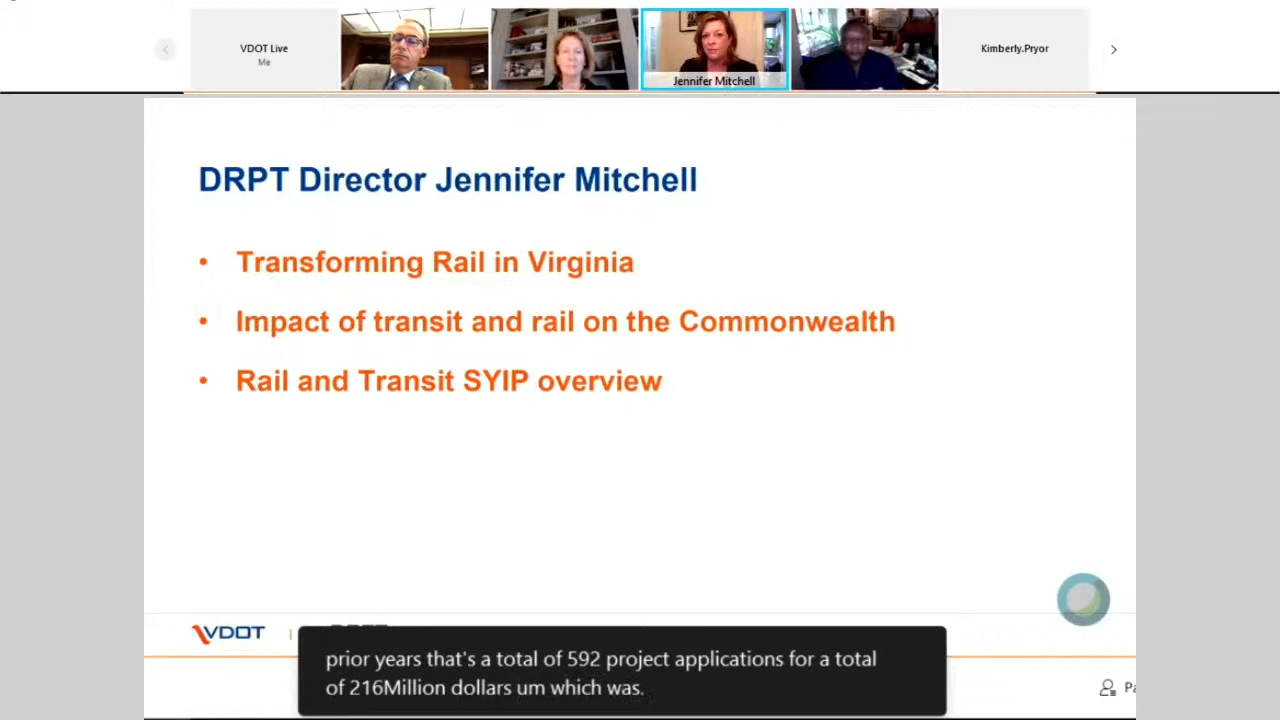 VDOT Live
Me
Jennifer Mitchell
Kimberly.Pryor
DRPT Director Jennifer Mitchell
• Transforming Rail in Virginia
• Impact of transit and rail on the Commonwealth
• Rail and Transit SYIP overview
VDOT
prior years that's a total of 592 project applications for a total
of 216Million dollars um which was.